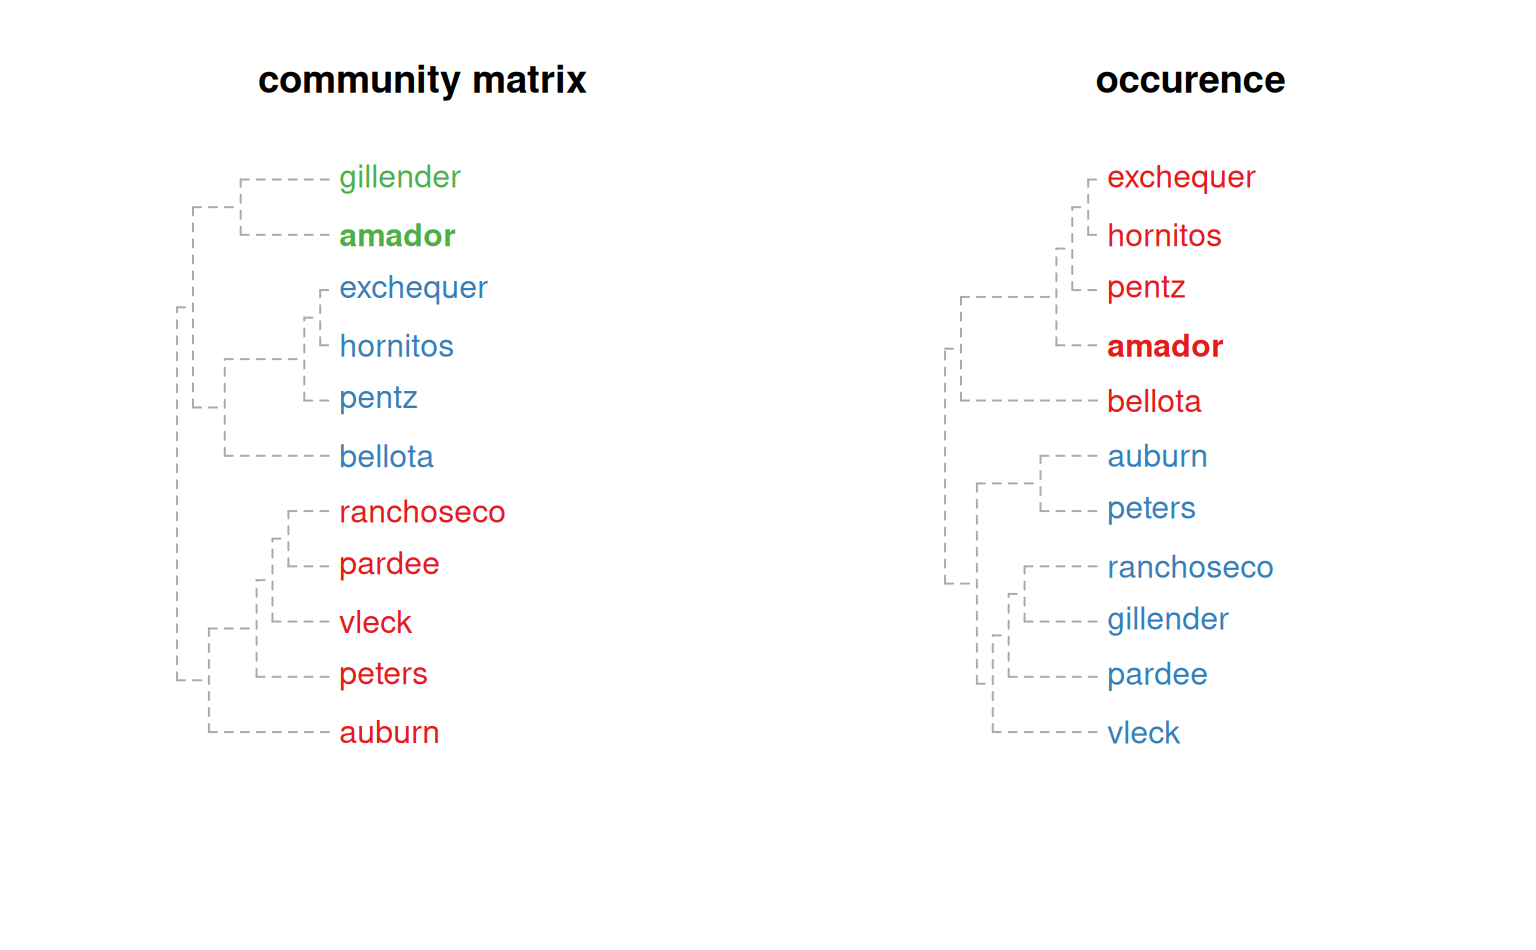 community matrix
gillender
amador
exchequer
hornitos
pentz
bellota
ranchoseco
pardee
vleck
peters
auburn
occurence
exchequer
hornitos
pentz
amador
bellota
auburn
peters
ranchoseco
gillender
pardee
vleck